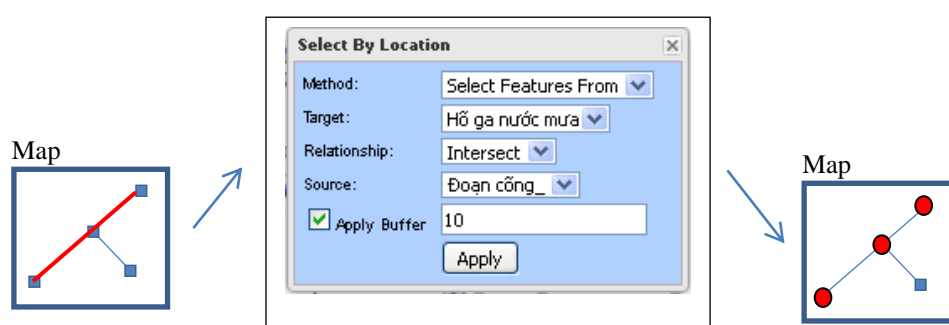 Map
Select By Location
Method:
Select Features From
Target:
Hố ga nước mưa
Relationship:
Intersect
Source:
Đoạn cống_
Apply Buffer
10
Apply
Map